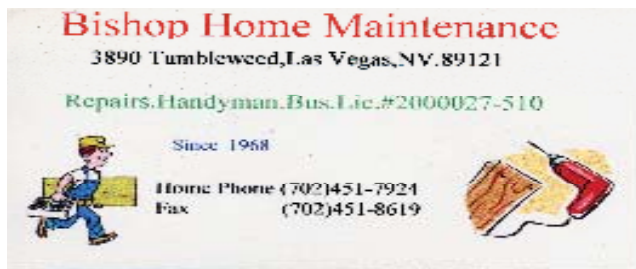 Bishop Home Maintenance
3890 Tumbleweed,Las Vegas,NV.89121
Repairs.Handyman.Bus.Lic.#2000027-510
Since 1968
Home Phone (702)451-7924
Fax (702)451-8619